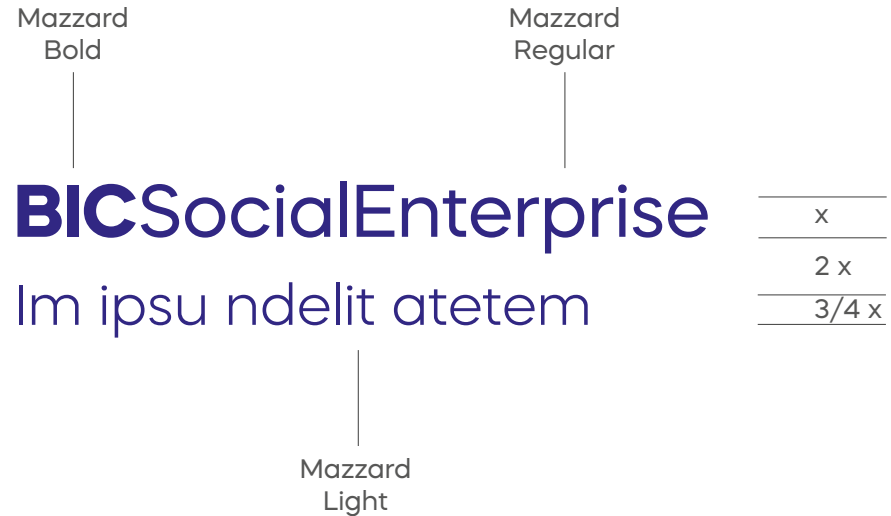 Mazzard
Bold
Mazzard
Regular
BICSocialEnterprise
x
2 x
Im ipsu ndelit atetem
3/4 x
Mazzard
Light